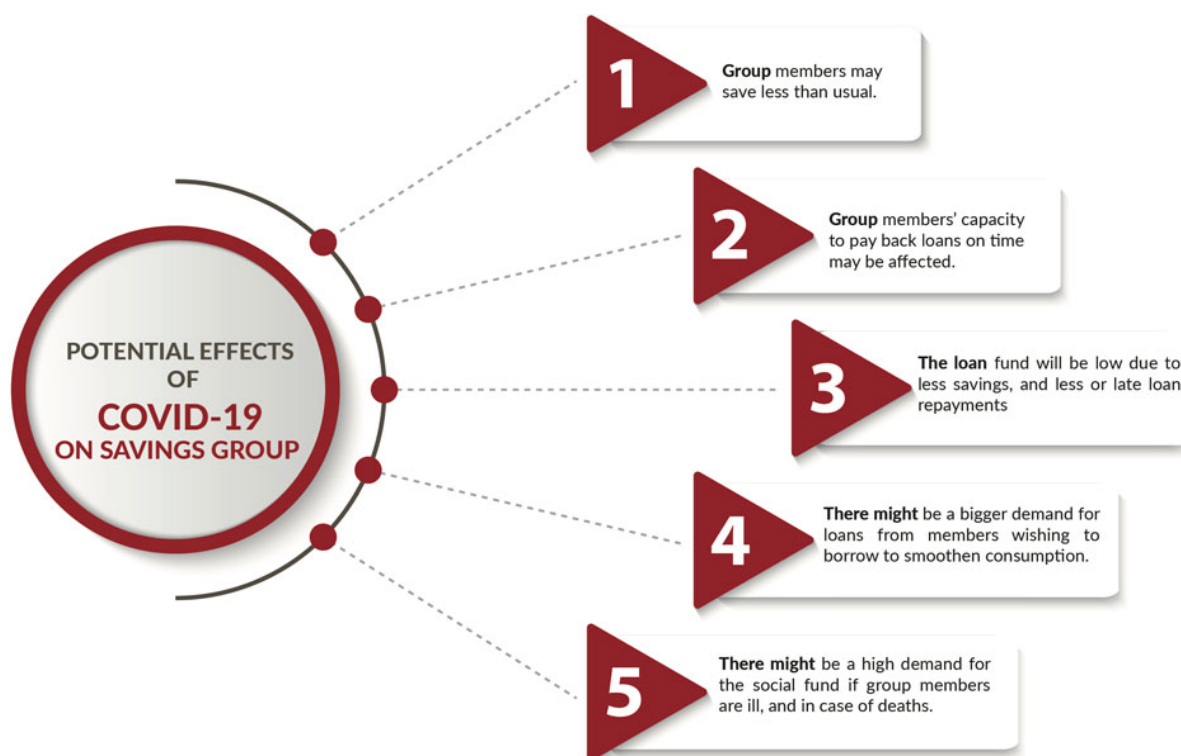 POTENTIAL EFFECTS
OF
COVID-19
ON SAVINGS GROUP
1
Group members may
save less than usual.
2
Group members’ capacity
to pay back loans on time
may be affected.
3
The loan fund will be low due to
less savings, and less or late loan
repayments
4
There might be a bigger demand for
loans from members wishing to
borrow to smoothen consumption.
5
There might be a high demand for
the social fund if group members
are ill, and in case of deaths.